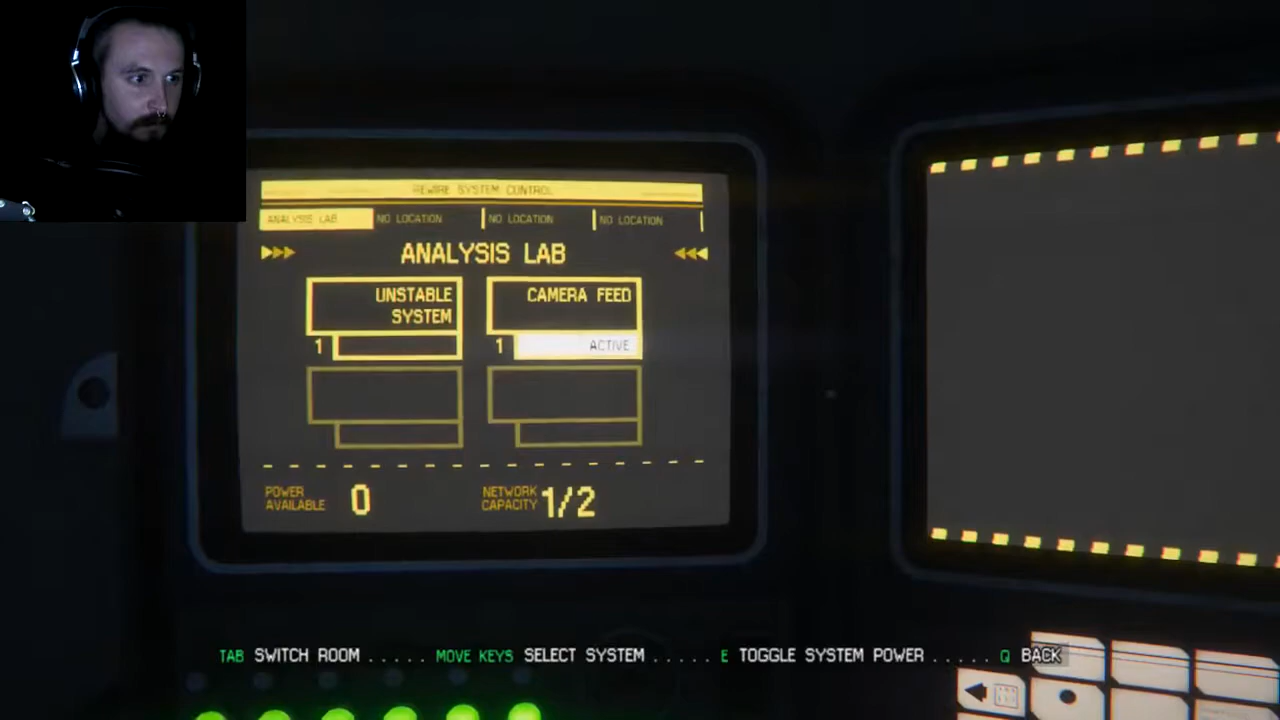 REWIRE SYSTEM CONTROL
ANALYSIS LAB NO LOCATION NO LOCATION NO LOCATION
ANALYSIS LAB
UNSTABLE SYSTEM
CAMERA FEED
1
1 ACTIVE
POWER AVAILABLE 0
NETWORK CAPACITY 1/2
TAB SWITCH ROOM ..... MOVE KEYS SELECT SYSTEM ..... E TOGGLE SYSTEM POWER ..... Q BACK